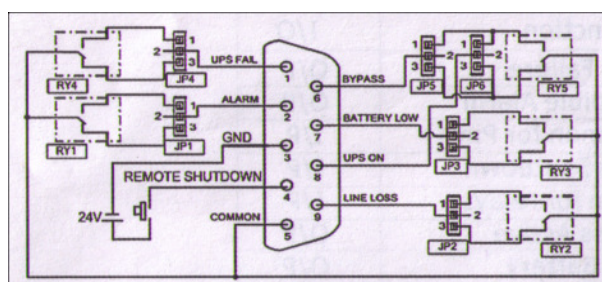 UPS FAIL
1
2
3
RY4
JP4
1
ALARM
1
2
3
RY1
JP1
2
GND
3
REMOTE SHUTDOWN
4
24V
COMMON
5
BYPASS
6
1
2
3
JP5
1
2
3
JP6
RY5
BATTERY LOW
7
1
2
3
JP3
RY3
UPS ON
8
LINE LOSS
9
1
2
3
JP2
RY2